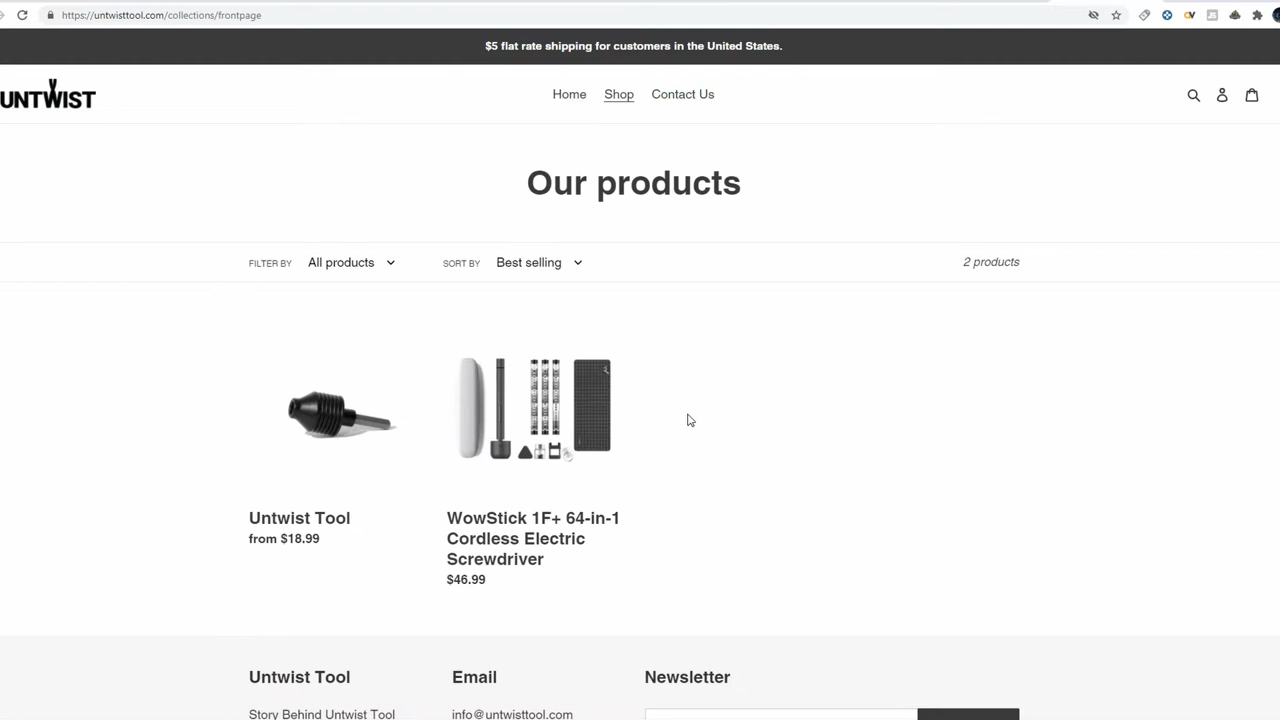 https://untwisttool.com/collections/frontpage
$5 flat rate shipping for customers in the United States.
UNTWIST
Home Shop Contact Us
Our products
FILTER BY All products SORT BY Best selling 2 products
Untwist Tool
from $18.99
WowStick 1F+ 64-in-1
Cordless Electric
Screwdriver
$46.99
Untwist Tool Email Newsletter
Story Behind Untwist Tool info@untwisttool.com